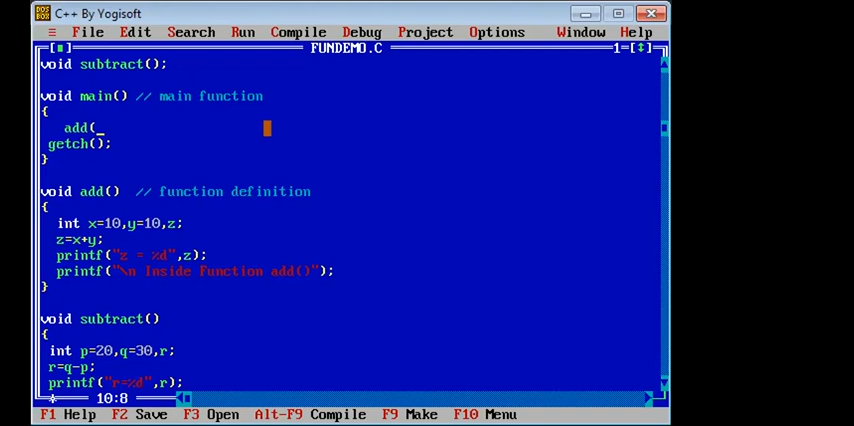 DOS BOX C++ By Yogisoft
≡ File Edit Search Run Compile Debug Project Options Window Help
[■] FUNDEMO.C 1 [↕]
void subtract();
void main() // main function
{
add(_
getch();
}
void add() // function definition
{
int x=10,y=10,z;
z=x+y;
printf("z = %d",z);
printf("\n Inside Function add()");
}
void subtract()
{
int p=20,q=30,r;
r=q-p;
printf("r=%d",r);
* 10:8
F1 Help F2 Save F3 Open Alt-F9 Compile F9 Make F10 Menu